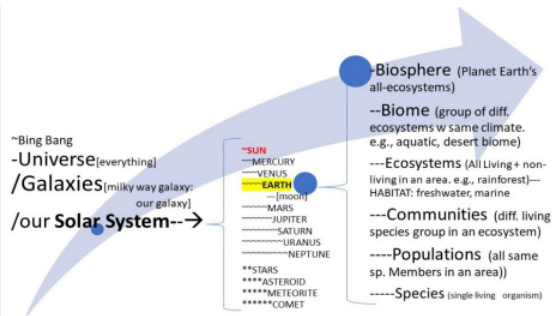 ~Bing Bang
-Universe[everything]
/Galaxies[milky way galaxy:
our galaxy]
/our Solar System--→
~SUN
~~MERCURY
~~~VENUS
~~~~EARTH
---[moon]
~~~~~MARS
~~~~~~JUPITER
~~~~~~~SATURN
~~~~~~~~URANUS
~~~~~~~~~NEPTUNE
**STARS
****ASTEROID
*****METEORITE
******COMET
-Biosphere (Planet Earth's
all-ecosystems)
--Biome (group of diff.
ecosystems w same climate.
e.g., aquatic, desert biome)
---Ecosystems (All Living + non-
living in an area. e.g., rainforest)---
HABITAT: freshwater, marine
---Communities (diff. living
species group in an ecosystem)
----Populations (all same
sp. Members in an area))
-----Species (single living organism)